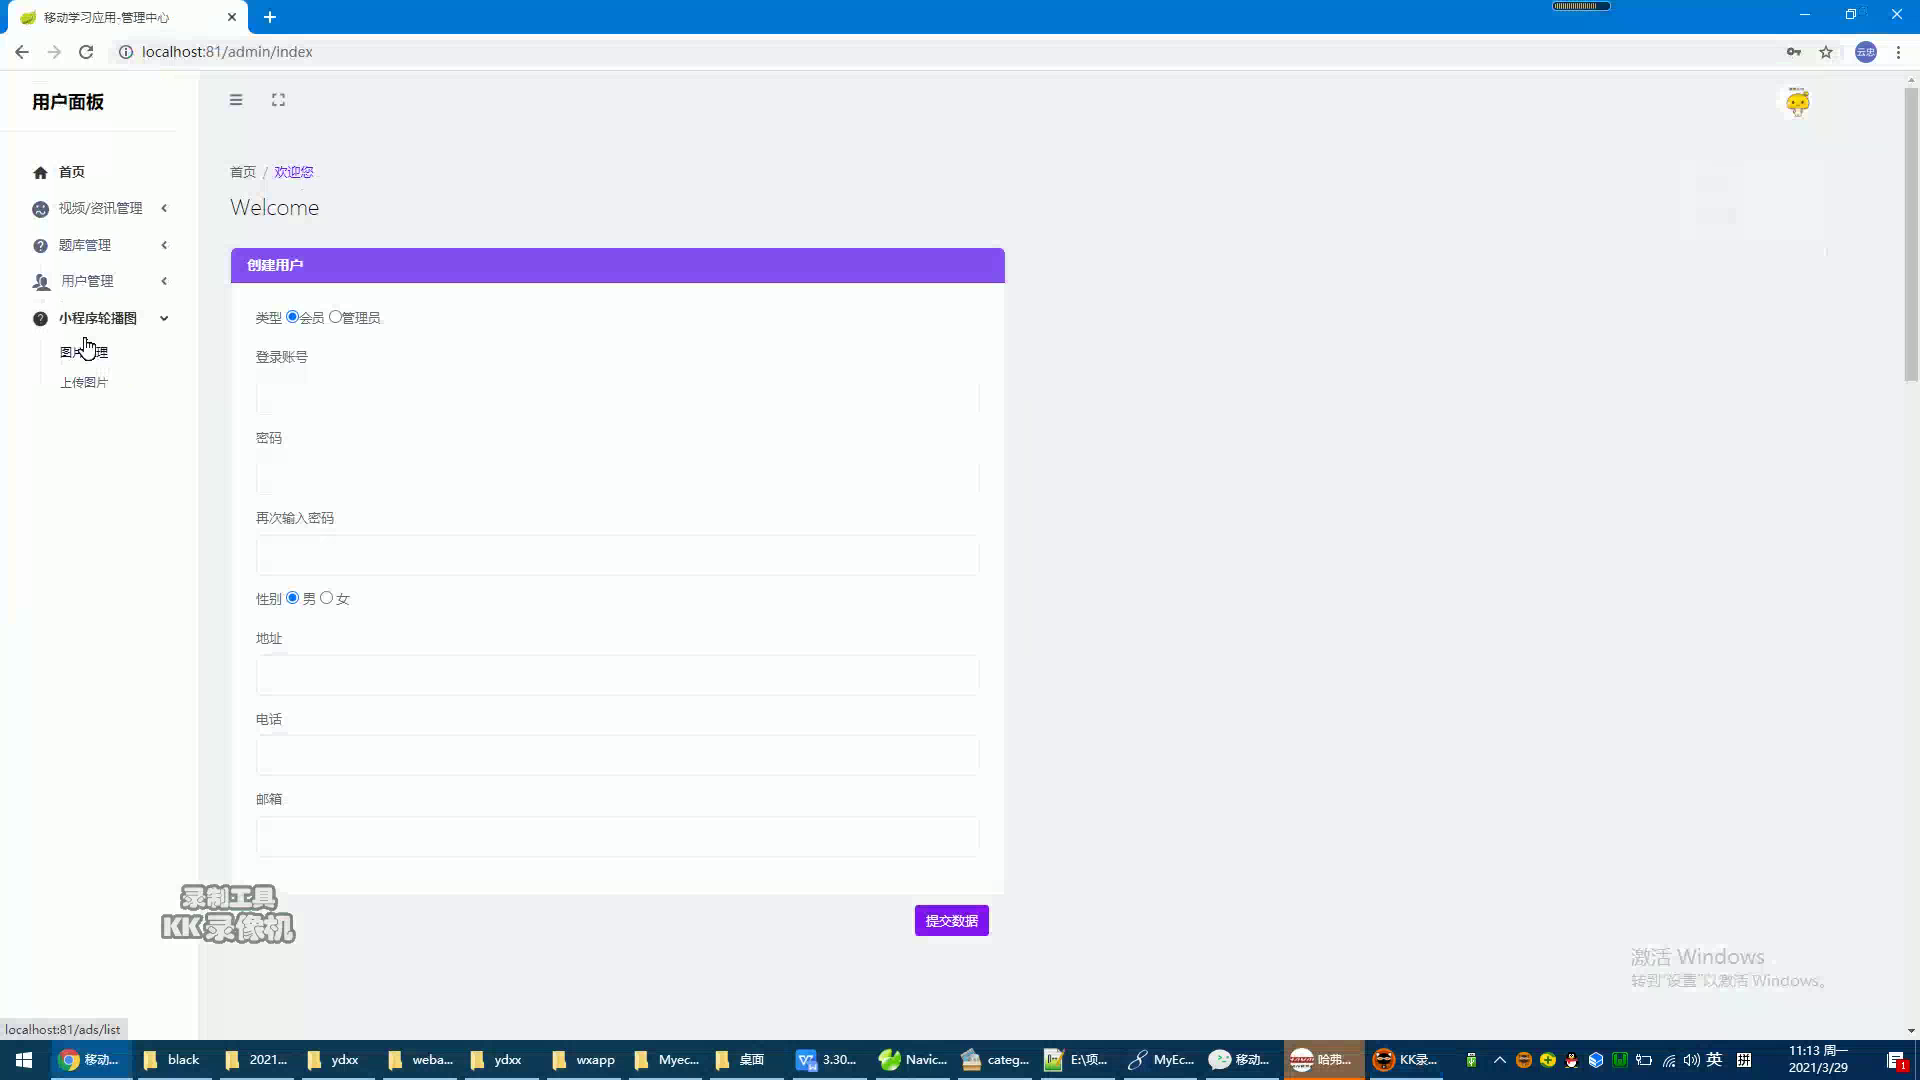 移动学习应用-管理中心
localhost:81/admin/index
云忠
用户面板
首页
视频/资讯管理
题库管理
用户管理
小程序轮播图
上传图片
首页 / 欢迎您
Welcome
创建用户
类型 会员 管理员
登录账号
密码
再次输入密码
性别 男 女
地址
电话
邮箱
提交数据
录制工具
KK录像机
激活 Windows
转到"设置"以激活 Windows。
localhost:81/ads/list
移动... black 2021... ydxx weba... ydxx wxapp Myec... 桌面 3.30... Navic... categ... E:\项... MyEc... 移动... 哈弗... KK录... 英 拼
11:13 周一
2021/3/29
1